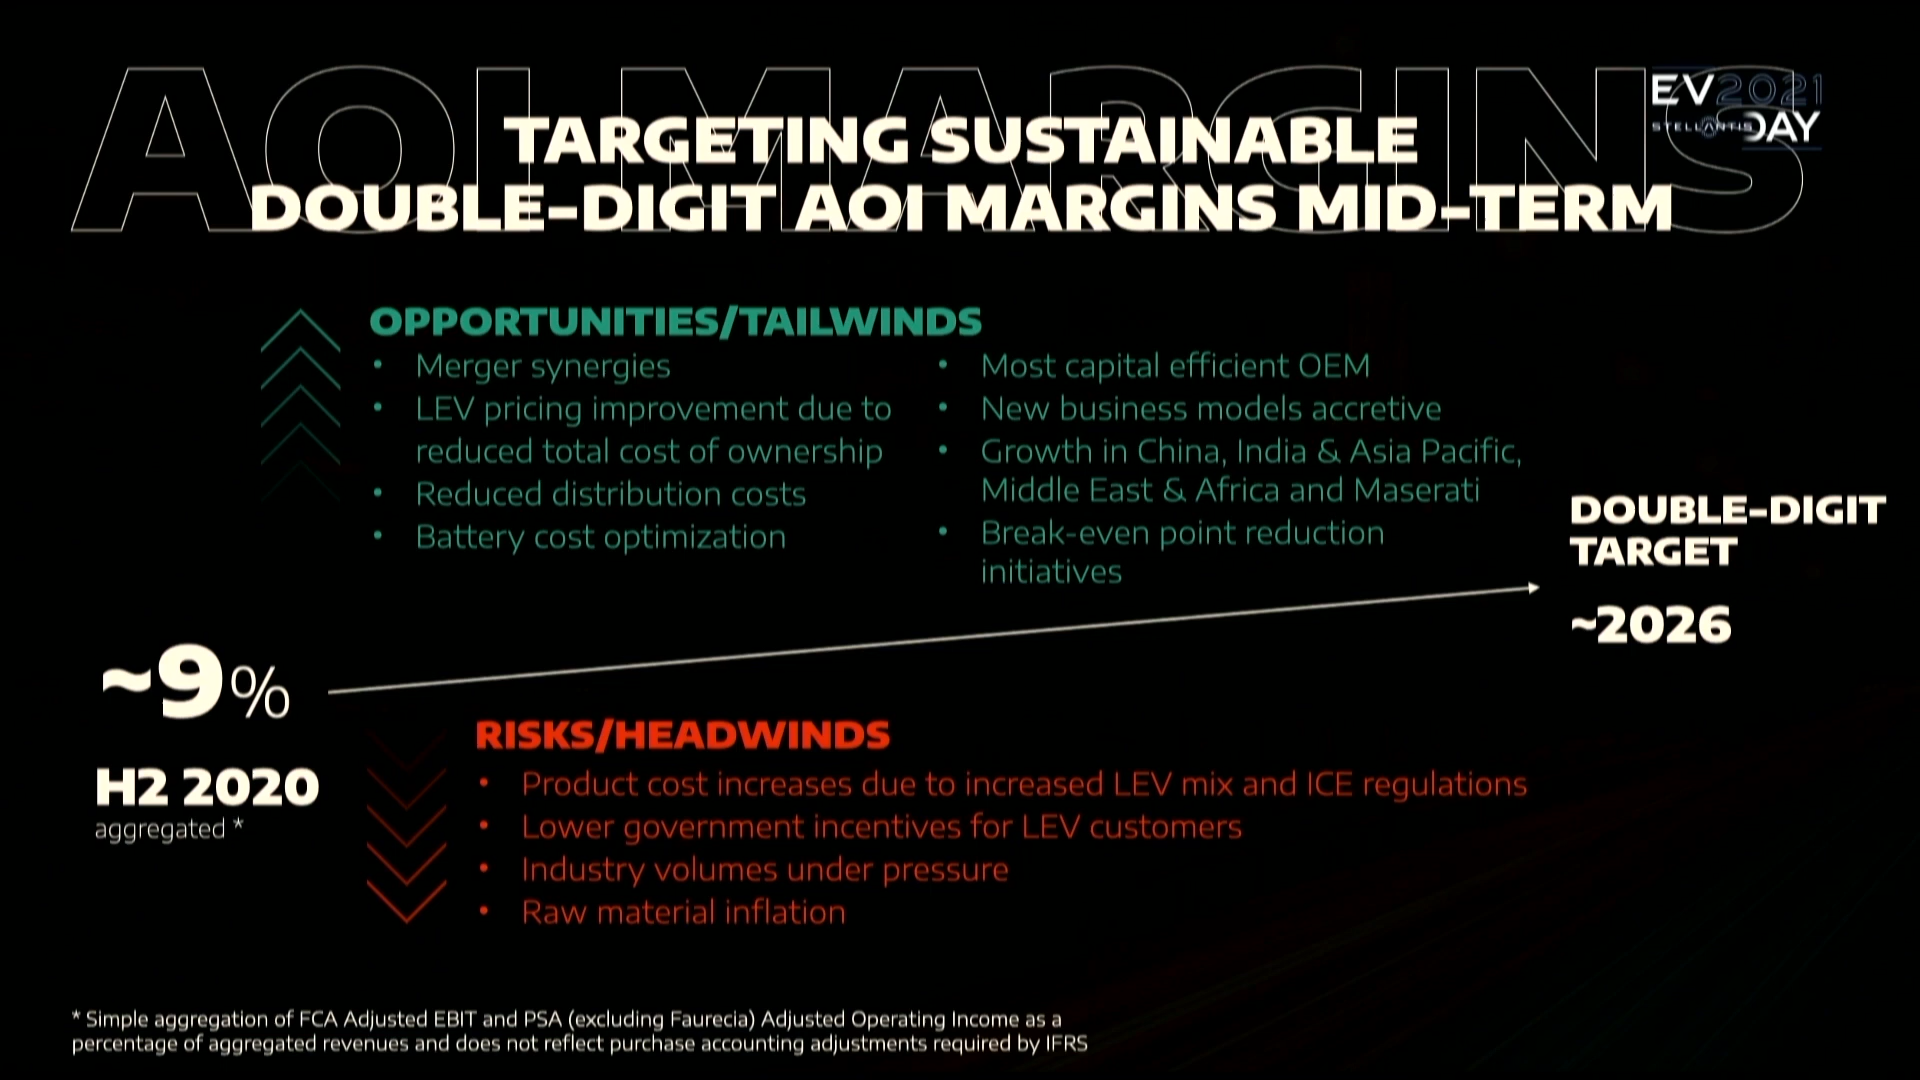 AOI MARGINS
EV 2021
STELLANTIS DAY
TARGETING SUSTAINABLE
DOUBLE-DIGIT AOI MARGINS MID-TERM
OPPORTUNITIES/TAILWINDS
• Merger synergies
• LEV pricing improvement due to
reduced total cost of ownership
• Reduced distribution costs
• Battery cost optimization
• Most capital efficient OEM
• New business models accretive
• Growth in China, India & Asia Pacific,
Middle East & Africa and Maserati
• Break-even point reduction
initiatives
DOUBLE-DIGIT
TARGET
~2026
~9%
H2 2020
aggregated *
RISKS/HEADWINDS
• Product cost increases due to increased LEV mix and ICE regulations
• Lower government incentives for LEV customers
• Industry volumes under pressure
• Raw material inflation
* Simple aggregation of FCA Adjusted EBIT and PSA (excluding Faurecia) Adjusted Operating Income as a
percentage of aggregated revenues and does not reflect purchase accounting adjustments required by IFRS